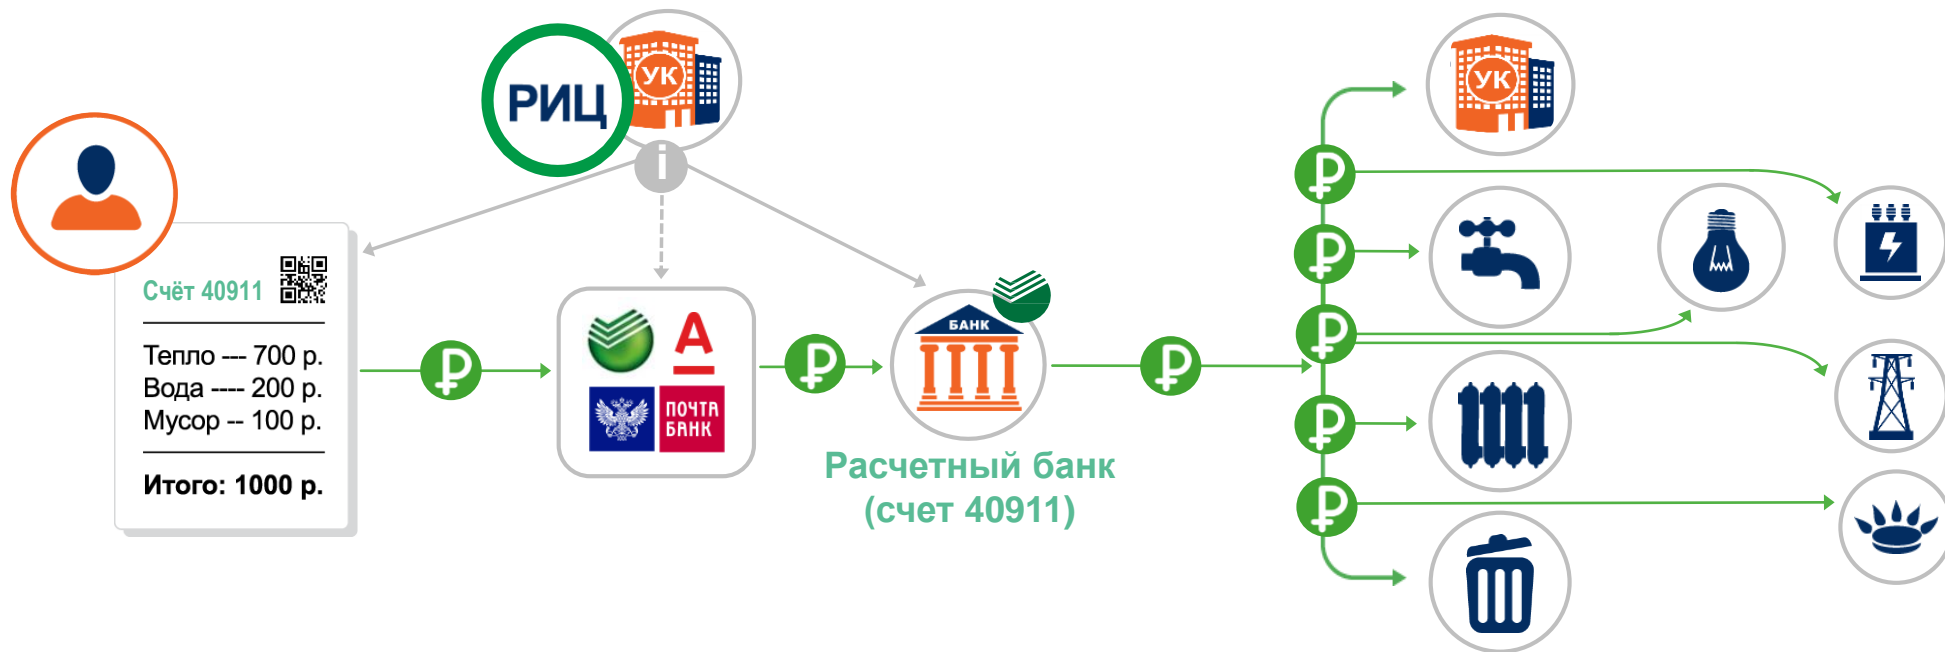 РИЦ
УК
i
Счёт 40911
Тепло --- 700 р.
Вода ---- 200 р.
Мусор -- 100 р.
Итого: 1000 р.
А
ПОЧТА
БАНК
БАНК
Расчетный банк
(счет 40911)
₽
₽
₽
УК
₽
₽
₽
₽
₽